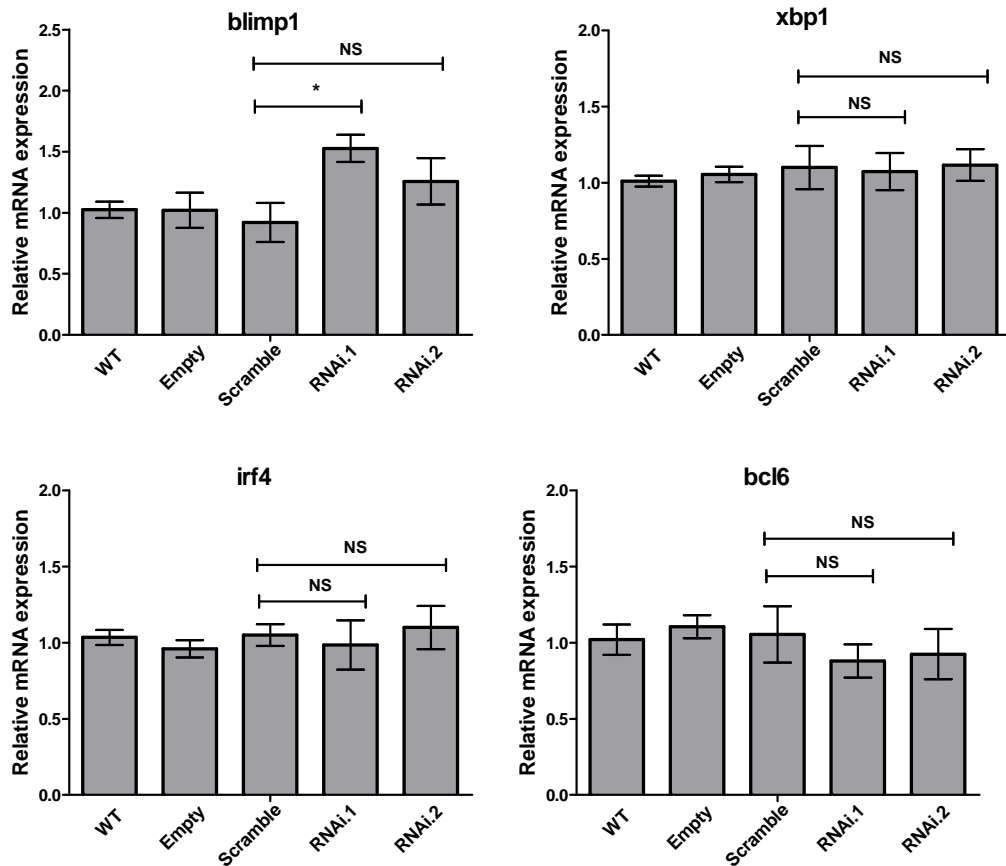 blimp1
Relative mRNA expression
2.5
2.0
1.5
1.0
0.5
0.0
NS
*
WT
Empty
Scramble
RNAi.1
RNAi.2
xbp1
Relative mRNA expression
2.0
1.5
1.0
0.5
0.0
NS
NS
WT
Empty
Scramble
RNAi.1
RNAi.2
irf4
Relative mRNA expression
2.0
1.5
1.0
0.5
0.0
NS
NS
WT
Empty
Scramble
RNAi.1
RNAi.2
bcl6
Relative mRNA expression
2.0
1.5
1.0
0.5
0.0
NS
NS
WT
Empty
Scramble
RNAi.1
RNAi.2